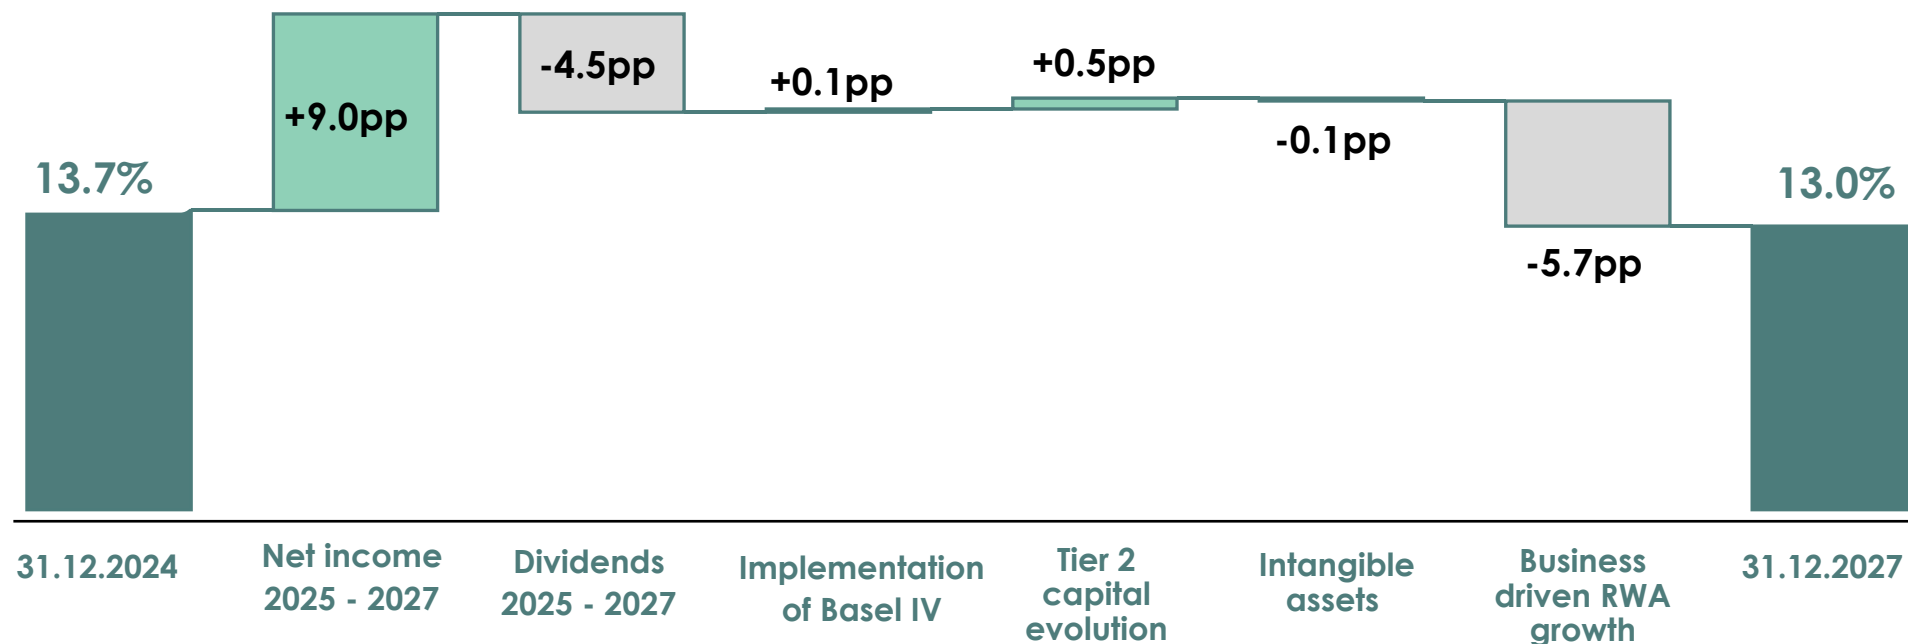 13.7%
+9.0pp
-4.5pp
+0.1pp
+0.5pp
-0.1pp
-5.7pp
13.0%
31.12.2024
Net income
2025 - 2027
Dividends
2025 - 2027
Implementation
of Basel IV
Tier 2
capital
evolution
Intangible
assets
Business
driven RWA
growth
31.12.2027